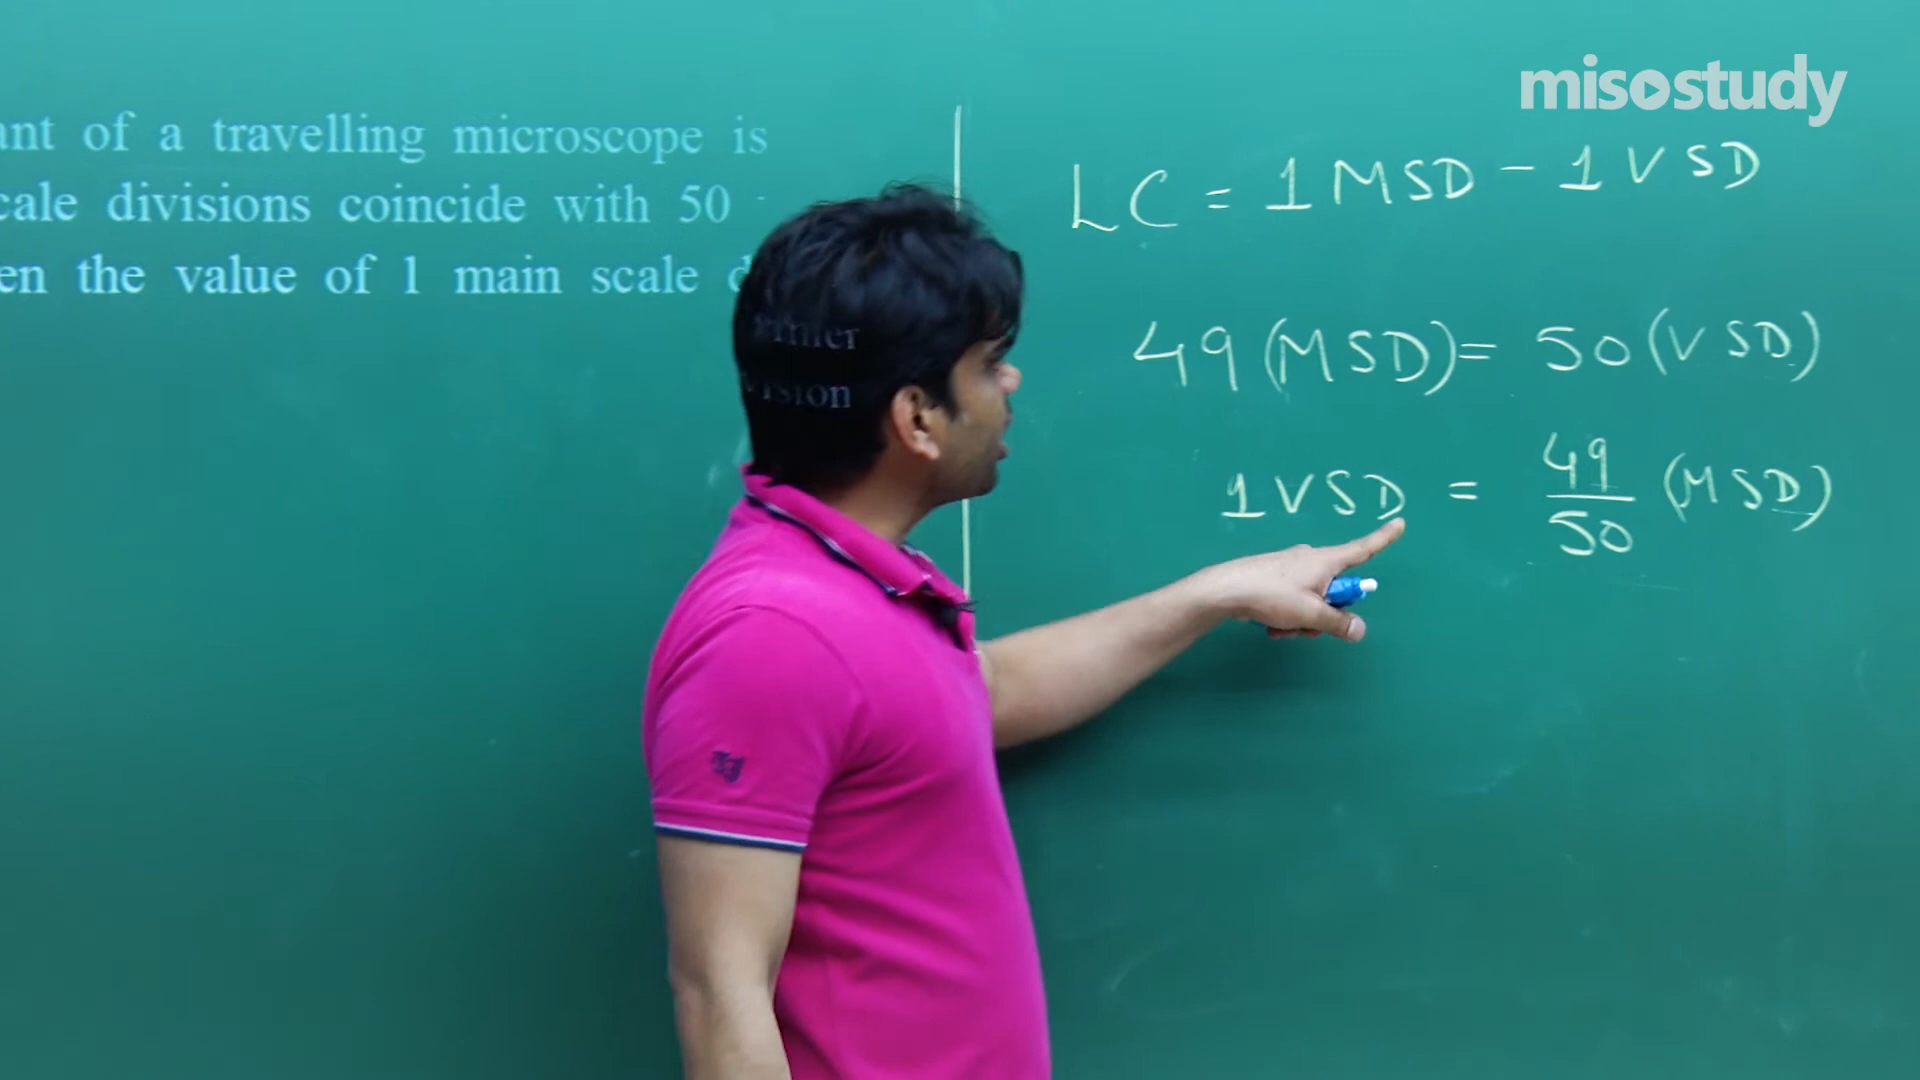 misostudy
ant of a travelling microscope is
cale divisions coincide with 50
en the value of 1 main scale
LC = 1 MSD - 1 VSD
49 (MSD) = 50 (VSD)
1 VSD = 49/50 (MSD)